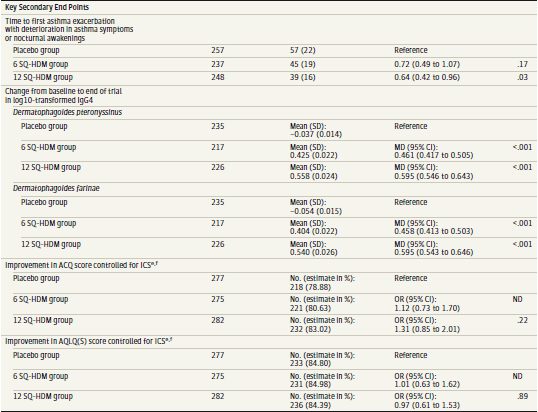 Key Secondary End Points
Time to first asthma exacerbation
with deterioration in asthma symptoms
or nocturnal awakenings
Placebo group 257 57 (22) Reference
6 SQ-HDM group 237 45 (19) 0.72 (0.49 to 1.07) .17
12 SQ-HDM group 248 39 (16) 0.64 (0.42 to 0.96) .03
Change from baseline to end of trial
in log10-transformed IgG4
Dermatophagoides pteronyssinus
Placebo group 235 Mean (SD): Reference
−0.037 (0.014)
6 SQ-HDM group 217 Mean (SD): MD (95% CI): <.001
0.425 (0.022) 0.461 (0.417 to 0.505)
12 SQ-HDM group 226 Mean (SD): MD (95% CI): <.001
0.558 (0.024) 0.595 (0.546 to 0.643)
Dermatophagoides farinae
Placebo group 235 Mean (SD): Reference
−0.054 (0.015)
6 SQ-HDM group 217 Mean (SD): MD (95% CI): <.001
0.404 (0.022) 0.458 (0.413 to 0.503)
12 SQ-HDM group 226 Mean (SD): MD (95% CI): <.001
0.540 (0.026) 0.595 (0.543 to 0.646)
Improvement in ACQ score controlled for ICSe,f
Placebo group 277 No. (estimate in %): Reference
218 (78.88)
6 SQ-HDM group 275 No. (estimate in %): OR (95% CI): ND
221 (80.63) 1.12 (0.73 to 1.70)
12 SQ-HDM group 282 No. (estimate in %): OR (95% CI): .22
232 (83.02) 1.31 (0.85 to 2.01)
Improvement in AQLQ(S) score controlled for ICSe,f
Placebo group 277 No. (estimate in %): Reference
233 (84.80)
6 SQ-HDM group 275 No. (estimate in %): OR (95% CI): ND
231 (84.98) 1.01 (0.63 to 1.62)
12 SQ-HDM group 282 No. (estimate in %): OR (95% CI): .89
236 (84.39) 0.97 (0.61 to 1.53)